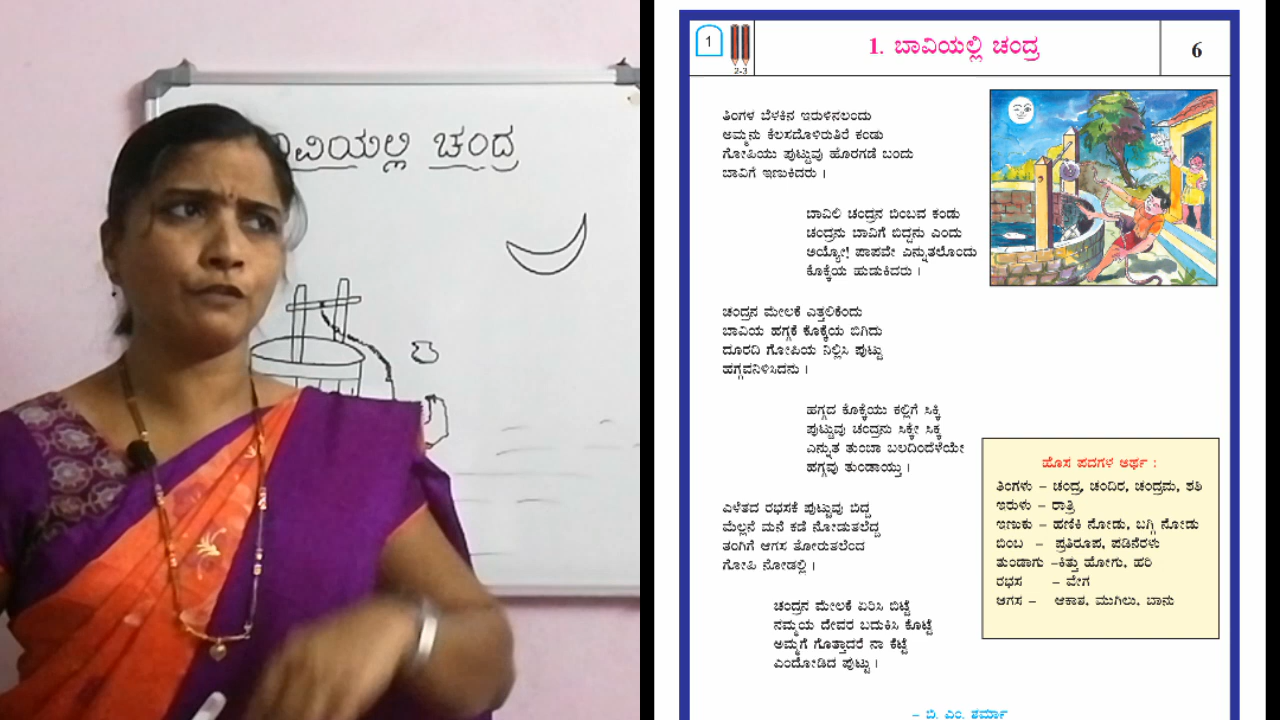 ಬಾವಿಯಲ್ಲಿ ಚಂದ್ರ
1
2-3
1. ಬಾವಿಯಲ್ಲಿ ಚಂದ್ರ
6
ತಿಂಗಳ ಬೆಳಕಿನ ಇರುಳಿನಲಂದು
ಅಮ್ಮನು ಕೆಲಸದೊಳಿರುತಿರೆ ಕಂಡು
ಗೋಪಿಯು ಪುಟ್ಟುವು ಹೊರಗಡೆ ಬಂದು
ಬಾವಿಗೆ ಇಣುಕಿದರು ।
ಬಾವಿಲಿ ಚಂದ್ರನ ಬಿಂಬವ ಕಂಡು
ಚಂದ್ರನು ಬಾವಿಗೆ ಬಿದ್ದನು ಎಂದು
ಅಯ್ಯೋ! ಪಾಪವೇ ಎನ್ನುತಲೊಂದು
ಕೊಕ್ಕೆಯ ಹುಡುಕಿದರು ।
ಚಂದ್ರನ ಮೇಲಕೆ ಎತ್ತಲಿಕೆಂದು
ಬಾವಿಯ ಹಗ್ಗಕೆ ಕೊಕ್ಕೆಯ ಬಿಗಿದು
ದೂರದಿ ಗೋಪಿಯ ನಿಲ್ಲಿಸಿ ಪುಟ್ಟು
ಹಗ್ಗವನಿಳಿಸಿದನು ।
ಹಗ್ಗದ ಕೊಕ್ಕೆಯು ಕಲ್ಲಿಗೆ ಸಿಕ್ಕಿ
ಪುಟ್ಟುವು ಚಂದ್ರನು ಸಿಕ್ಕೇ ಸಿಕ್ಕ
ಎನ್ನುತ ತುಂಬಾ ಬಲದಿಂದೆಳೆಯೇ
ಹಗ್ಗವು ತುಂಡಾಯ್ತು ।
ಎಳೆತದ ರಭಸಕೆ ಪುಟ್ಟುವು ಬಿದ್ದ
ಮೆಲ್ಲನೆ ಮನೆ ಕಡೆ ನೋಡುತಲೆದ್ದ
ತಂಗಿಗೆ ಆಗಸ ತೋರುತಲೆಂದ
ಗೋಪಿ ನೋಡಲ್ಲಿ ।
ಚಂದ್ರನ ಮೇಲಕೆ ಏರಿಸಿ ಬಿಟ್ಟೆ
ನಮ್ಮಯ ದೇವರ ಬದುಕಿಸಿ ಕೊಟ್ಟೆ
ಅಮ್ಮಗೆ ಗೊತ್ತಾದರೆ ನಾ ಕೆಟ್ಟೆ
ಎಂದೋಡಿದ ಪುಟ್ಟು ।
– ಬಿ. ಎಂ. ಶರ್ಮಾ
ಹೊಸ ಪದಗಳ ಅರ್ಥ :
ತಿಂಗಳು – ಚಂದ್ರ, ಚಂದಿರ, ಚಂದ್ರಮ, ಶಶಿ
ಇರುಳು – ರಾತ್ರಿ
ಇಣುಕು – ಹಣಿಕಿ ನೋಡು, ಬಗ್ಗಿ ನೋಡು
ಬಿಂಬ – ಪ್ರತಿರೂಪ, ಪಡಿನೆರಳು
ತುಂಡಾಗು –ಕಿತ್ತು ಹೋಗು, ಹರಿ
ರಭಸ – ವೇಗ
ಆಗಸ – ಆಕಾಶ, ಮುಗಿಲು, ಬಾನು